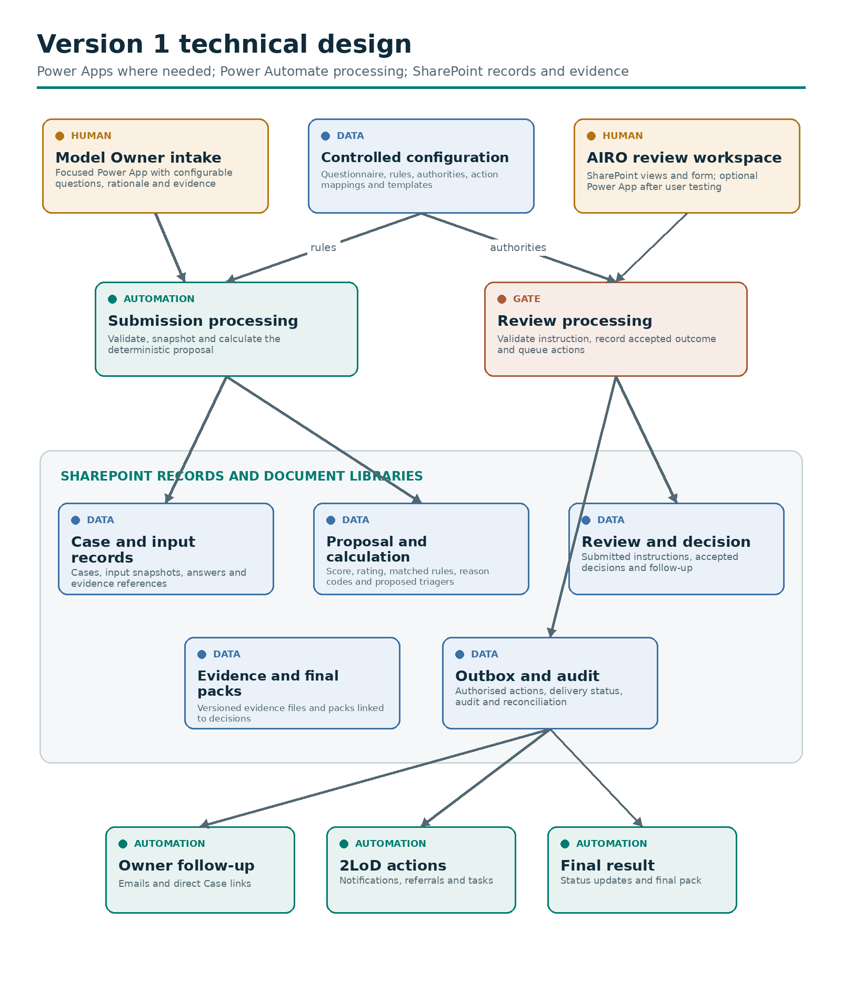 Version 1 technical design
Power Apps where needed; Power Automate processing; SharePoint records and evidence
HUMAN
Model Owner intake
Focused Power App with configurable
questions, rationale and evidence
DATA
Controlled configuration
Questionnaire, rules, authorities, action
mappings and templates
HUMAN
AIRO review workspace
SharePoint views and form; optional
Power App after user testing
rules
authorities
AUTOMATION
Submission processing
Validate, snapshot and calculate the
deterministic proposal
GATE
Review processing
Validate instruction, record accepted outcome
and queue actions
SHAREPOINT RECORDS AND DOCUMENT LIBRARIES
DATA
Case and input
records
Cases, input snapshots, answers and
evidence references
DATA
Proposal and
calculation
Score, rating, matched rules, reason
codes and proposed triagers
DATA
Review and decision
Submitted instructions, accepted
decisions and follow-up
DATA
Evidence and final
packs
Versioned evidence files and packs linked
to decisions
DATA
Outbox and audit
Authorised actions, delivery status,
audit and reconciliation
AUTOMATION
Owner follow-up
Emails and direct Case links
AUTOMATION
2LoD actions
Notifications, referrals and tasks
AUTOMATION
Final result
Status updates and final pack